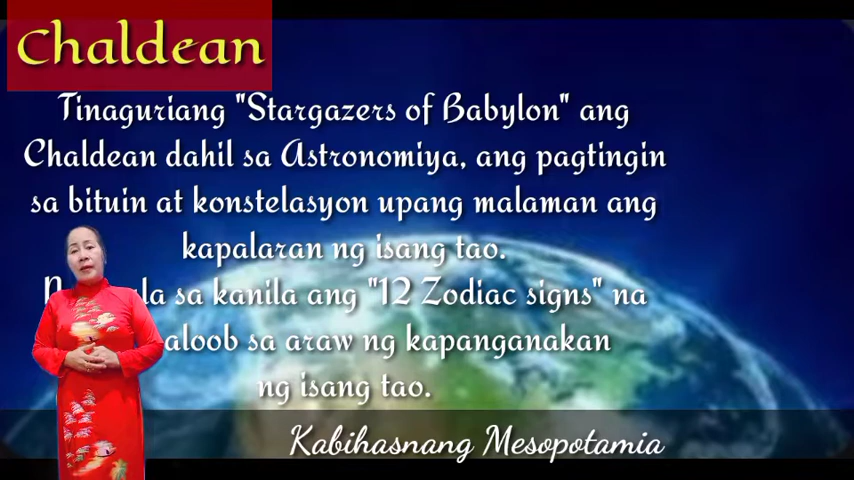 Chaldean
Tinaguriang "Stargazers of Babylon" ang
Chaldean dahil sa Astronomiya, ang pagtingin
sa bituin at konstelasyon upang malaman ang
kapalaran ng isang tao.
sa kanila ang "12 Zodiac signs" na
sa araw ng kapanganakan
ng isang tao.
Kabihasnang Mesopotamia